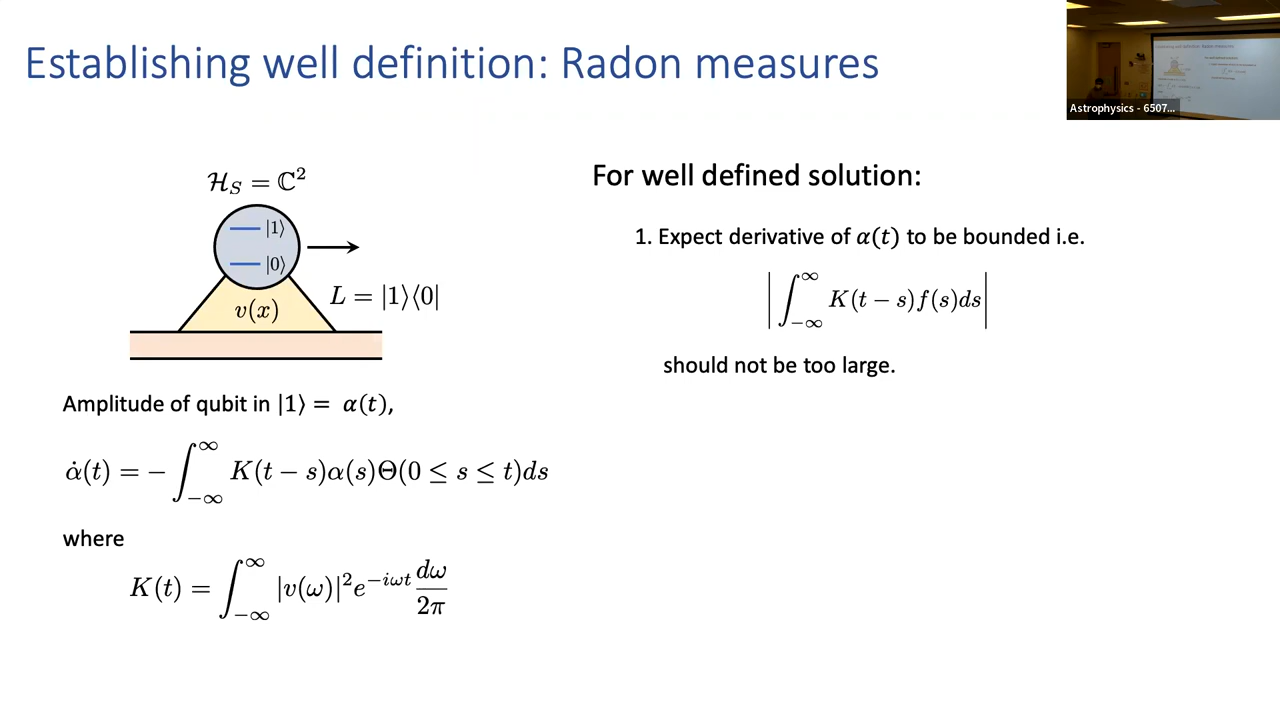 Establishing well definition: Radon measures
Astrophysics - 6507...
ℋ_S = ℂ²
|1⟩
|0⟩
v(x)
L = |1⟩⟨0|
Amplitude of qubit in |1⟩ = α(t),
α̇(t) = − ∫_{−∞}^{∞} K(t − s)α(s)Θ(0 ≤ s ≤ t)ds
where
K(t) = ∫_{−∞}^{∞} |v(ω)|² e^{−iωt} dω/2π
For well defined solution:
1. Expect derivative of α(t) to be bounded i.e.
| ∫_{−∞}^{∞} K(t − s)f(s)ds |
should not be too large.